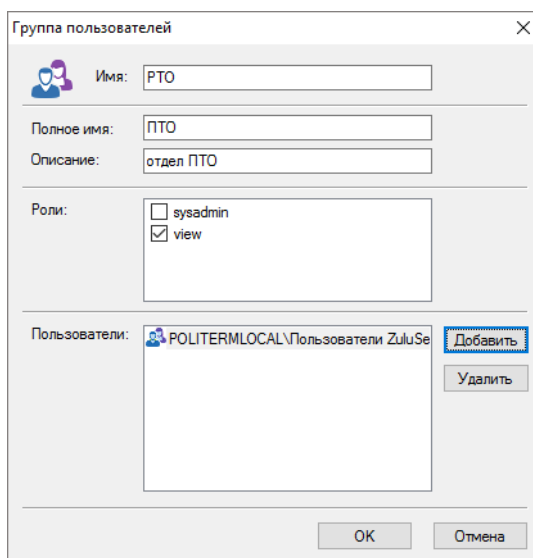 Группа пользователей
Имя: PTO
Полное имя: ПТО
Описание: отдел ПТО
Роли: sysadmin
view
Пользователи: POLITERMLOCAL\Пользователи ZuluSe Добавить
Удалить
OK Отмена